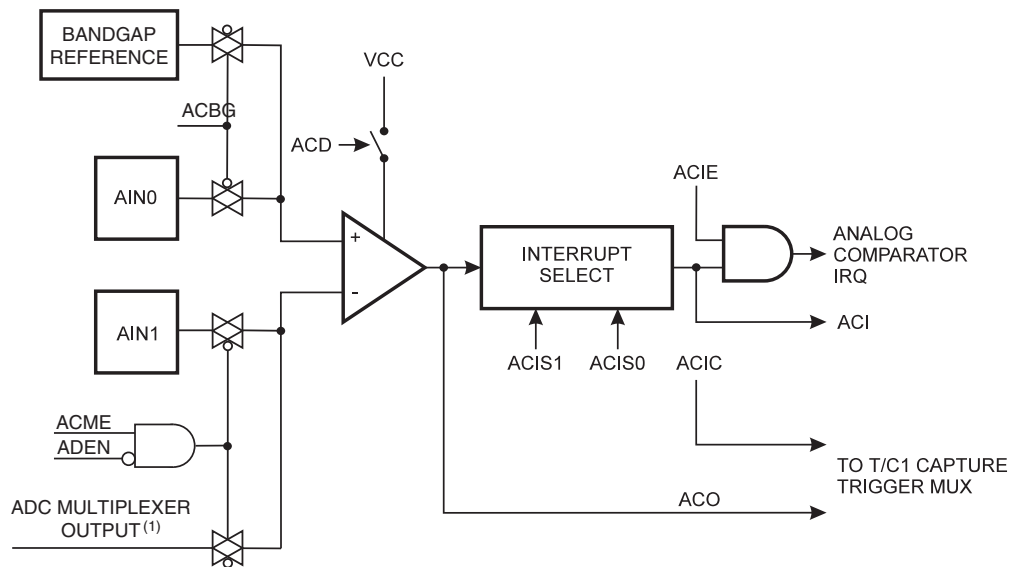 BANDGAP
REFERENCE
VCC
ACBG
ACD
AIN0
ACIE
+
-
INTERRUPT
SELECT
ANALOG
COMPARATOR
IRQ
AIN1
ACI
ACIS1
ACIS0
ACIC
ACME
ADEN
TO T/C1 CAPTURE
TRIGGER MUX
ADC MULTIPLEXER
OUTPUT(1)
ACO